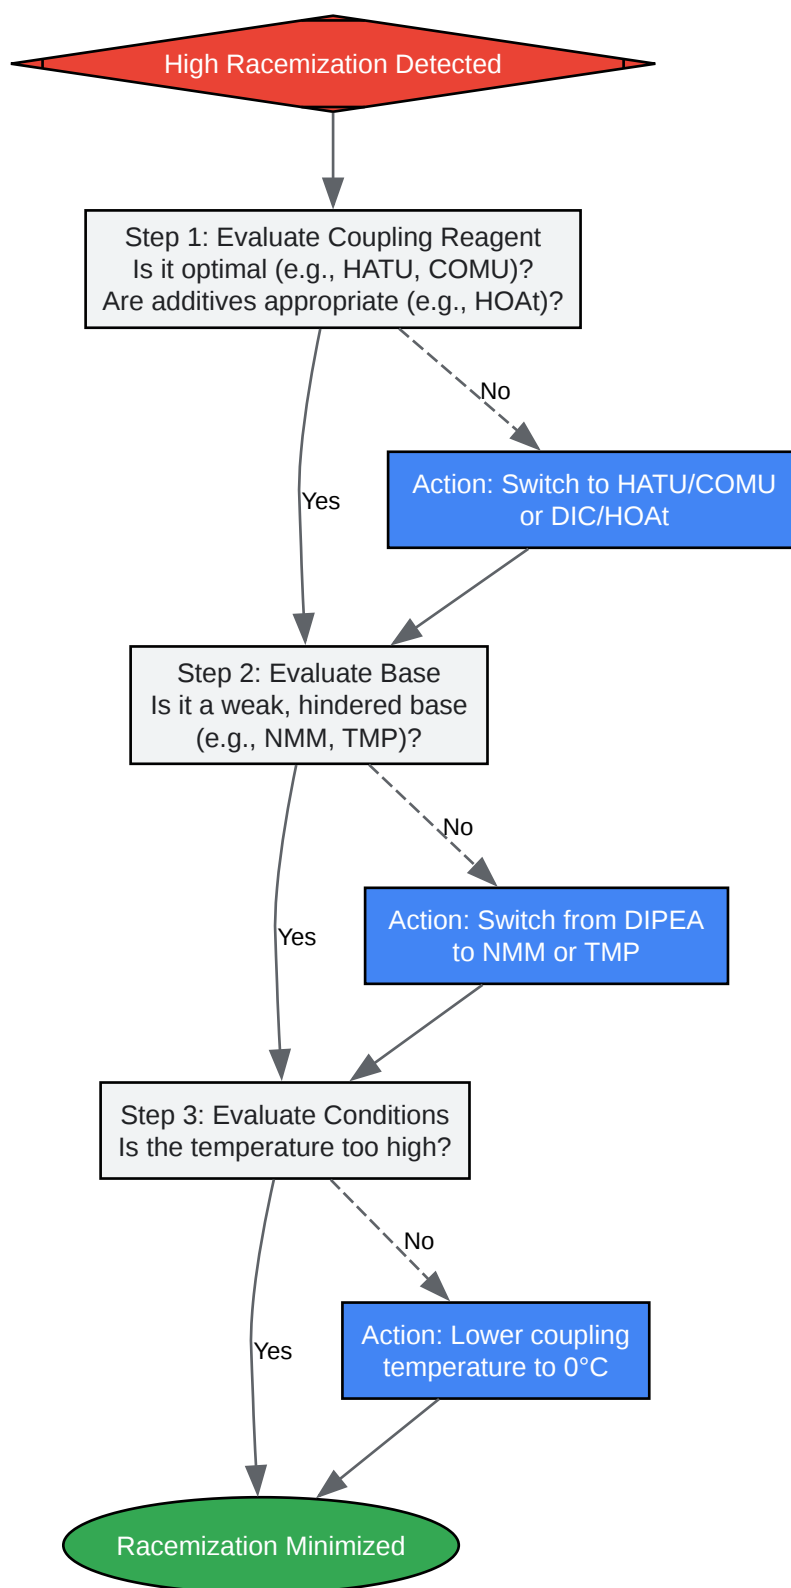 High Racemization Detected
Step 1: Evaluate Coupling Reagent
Is it optimal (e.g., HATU, COMU)?
Are additives appropriate (e.g., HOAt)?
No
Action: Switch to HATU/COMU
or DIC/HOAt
Yes
Step 2: Evaluate Base
Is it a weak, hindered base
(e.g., NMM, TMP)?
No
Action: Switch from DIPEA
to NMM or TMP
Yes
Step 3: Evaluate Conditions
Is the temperature too high?
No
Action: Lower coupling
temperature to 0°C
Yes
Racemization Minimized